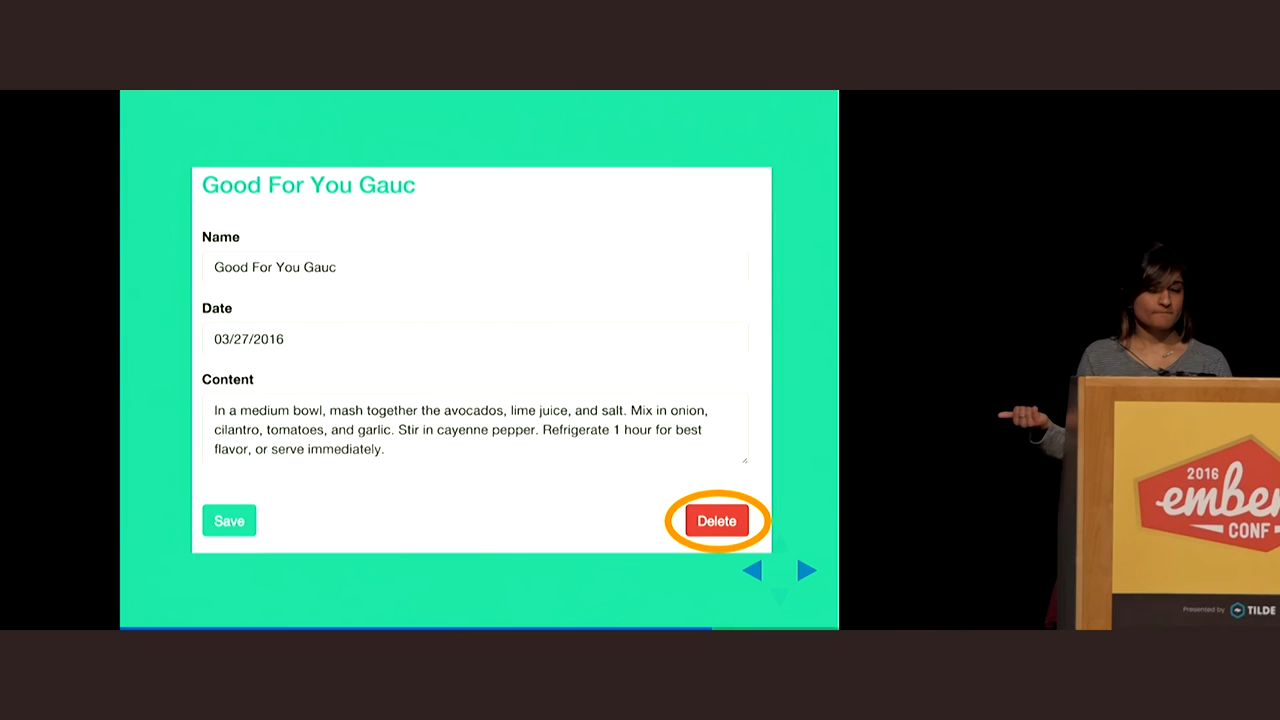 Good For You Gauc
Name
Good For You Gauc
Date
03/27/2016
Content
In a medium bowl, mash together the avocados, lime juice, and salt. Mix in onion,
cilantro, tomatoes, and garlic. Stir in cayenne pepper. Refrigerate 1 hour for best
flavor, or serve immediately.
Save
Delete
2016
ember
CONF
Presented by TILDE